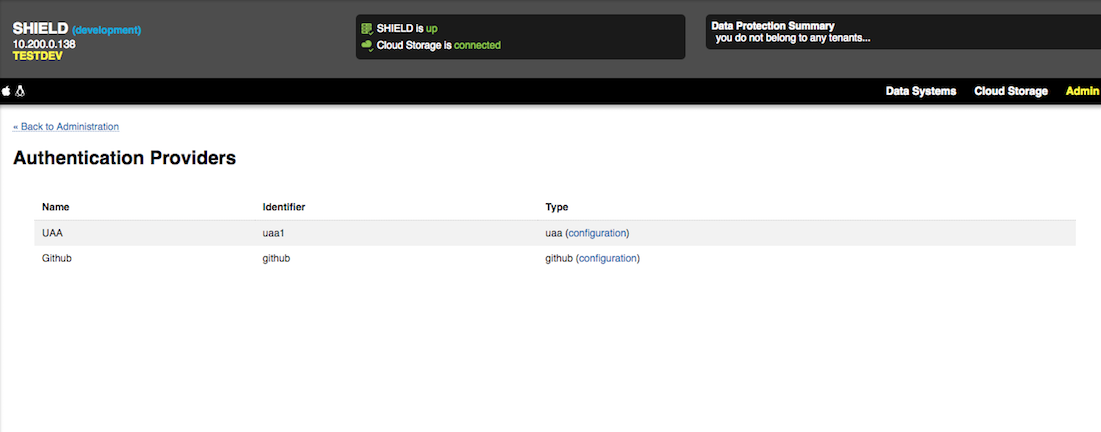 SHIELD (development)
10.200.0.138
TESTDEV
SHIELD is up
Cloud Storage is connected
Data Protection Summary
you do not belong to any tenants...
Data Systems Cloud Storage Admin
« Back to Administration
Authentication Providers
Name Identifier Type
UAA uaa1 uaa (configuration)
Github github github (configuration)